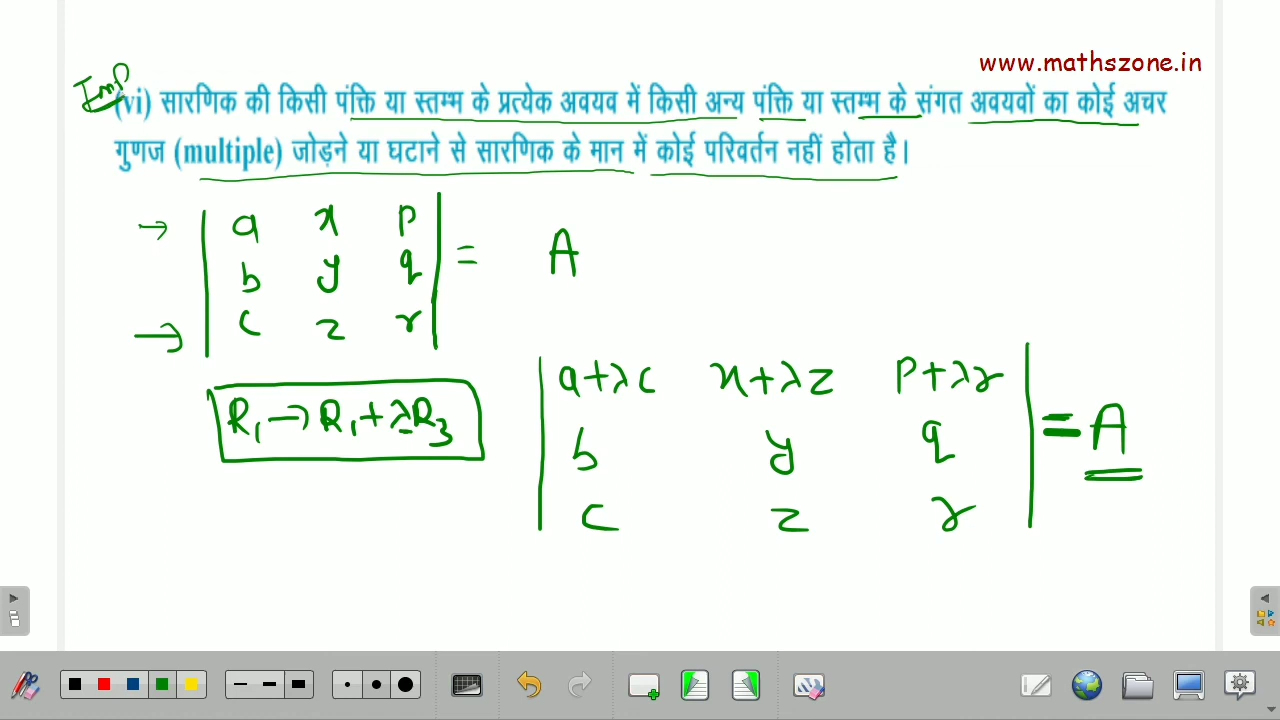 www.mathszone.in
Imp
(vi) सारणिक की किसी पंक्ति या स्तम्भ के प्रत्येक अवयव में किसी अन्य पंक्ति या स्तम्भ के संगत अवयवों का कोई अचर
गुणज (multiple) जोड़ने या घटाने से सारणिक के मान में कोई परिवर्तन नहीं होता है।
→ | a x p |
| b y q | = A
→ | c z r |
R₁ → R₁ + λR₃
| a+λc x+λz p+λr |
| b y q | = A
| c z r |